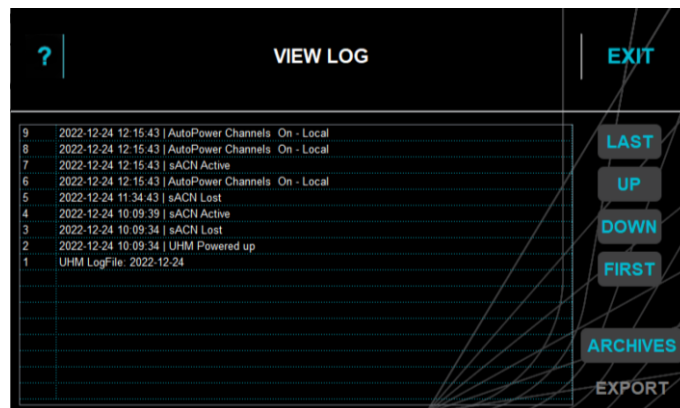 ? VIEW LOG EXIT
9 2022-12-24 12:15:43 | AutoPower Channels On - Local
8 2022-12-24 12:15:43 | AutoPower Channels On - Local
7 2022-12-24 12:15:43 | sACN Active
6 2022-12-24 12:15:43 | AutoPower Channels On - Local
5 2022-12-24 11:34:43 | sACN Lost
4 2022-12-24 10:09:39 | sACN Active
3 2022-12-24 10:09:34 | sACN Lost
2 2022-12-24 10:09:34 | UHM Powered up
1 UHM LogFile: 2022-12-24
LAST
UP
DOWN
FIRST
ARCHIVES
EXPORT